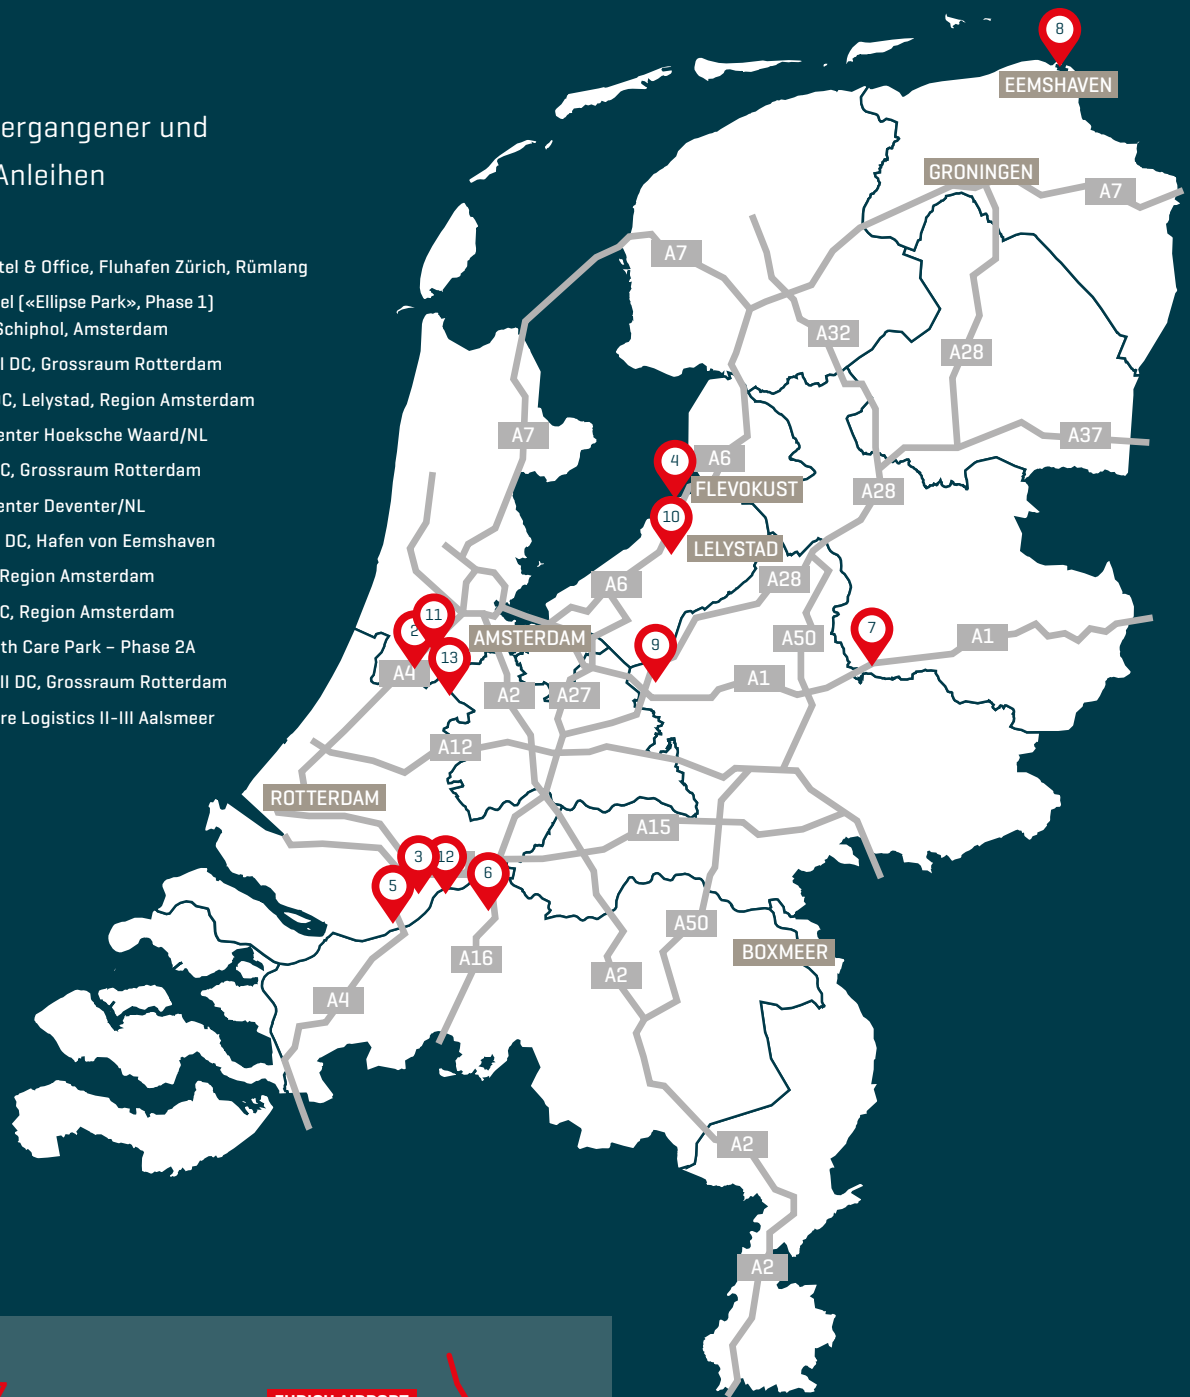 ergangener und
Anleihen
tel & Office, Fluhafen Zürich, Rümlang
el («Ellipse Park», Phase 1)
Schiphol, Amsterdam
I DC, Grossraum Rotterdam
C, Lelystad, Region Amsterdam
enter Hoeksche Waard/NL
C, Grossraum Rotterdam
enter Deventer/NL
DC, Hafen von Eemshaven
Region Amsterdam
C, Region Amsterdam
th Care Park – Phase 2A
II DC, Grossraum Rotterdam
re Logistics II-III Aalsmeer
8
EEMSHAVEN
GRONINGEN
A7
A7
A32
A28
A7
A37
4
A6
FLEVOKUST
A28
10
LELYSTAD
A6
A28
11
2
AMSTERDAM
9
A50
7
A1
13
A4
A2
A27
A1
A12
ROTTERDAM
A15
3
12
6
5
A50
A16
BOXMEER
A2
A4
A2
A2
ZURICH AIRPORT